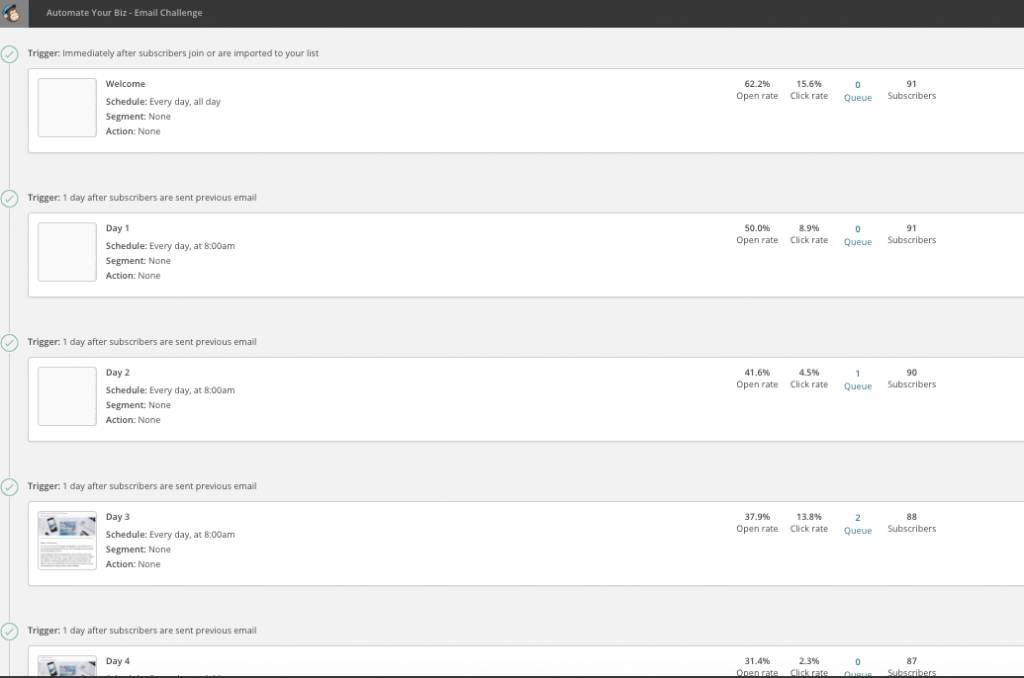 Automate Your Biz - Email Challenge
Trigger: Immediately after subscribers join or are imported to your list
Welcome
Schedule: Every day, all day
Segment: None
Action: None
62.2% 15.6% 0 91
Open rate Click rate Queue Subscribers
Trigger: 1 day after subscribers are sent previous email
Day 1
Schedule: Every day, at 8:00am
Segment: None
Action: None
50.0% 8.9% 0 91
Open rate Click rate Queue Subscribers
Trigger: 1 day after subscribers are sent previous email
Day 2
Schedule: Every day, at 8:00am
Segment: None
Action: None
41.6% 4.5% 1 90
Open rate Click rate Queue Subscribers
Trigger: 1 day after subscribers are sent previous email
Day 3
Schedule: Every day, at 8:00am
Segment: None
Action: None
37.9% 13.8% 2 88
Open rate Click rate Queue Subscribers
Trigger: 1 day after subscribers are sent previous email
Day 4
31.4% 2.3% 0 87
Open rate Click rate Queue Subscribers